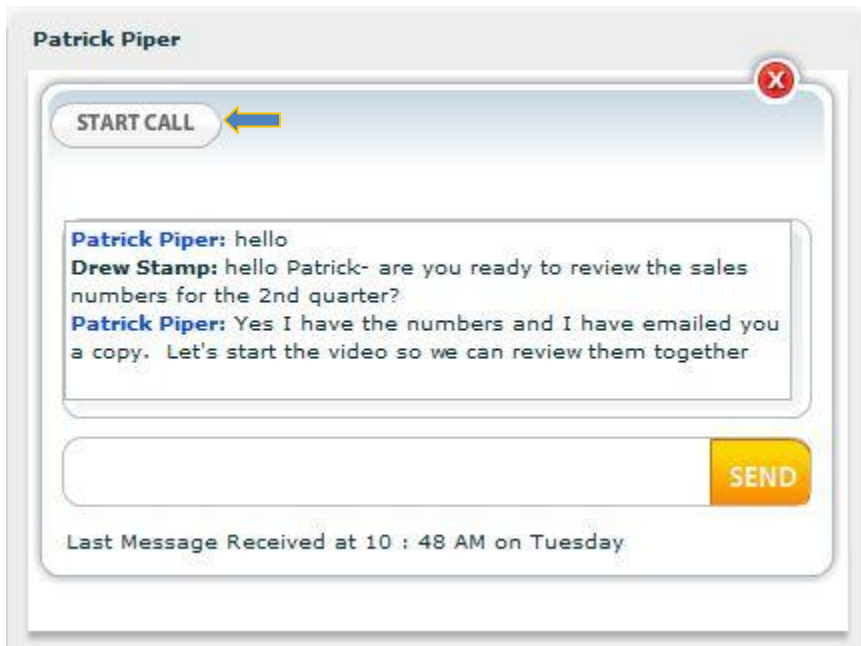 Patrick Piper
X
START CALL
Patrick Piper: hello
Drew Stamp: hello Patrick- are you ready to review the sales
numbers for the 2nd quarter?
Patrick Piper: Yes I have the numbers and I have emailed you
a copy.  Let's start the video so we can review them together
SEND
Last Message Received at 10 : 48 AM on Tuesday